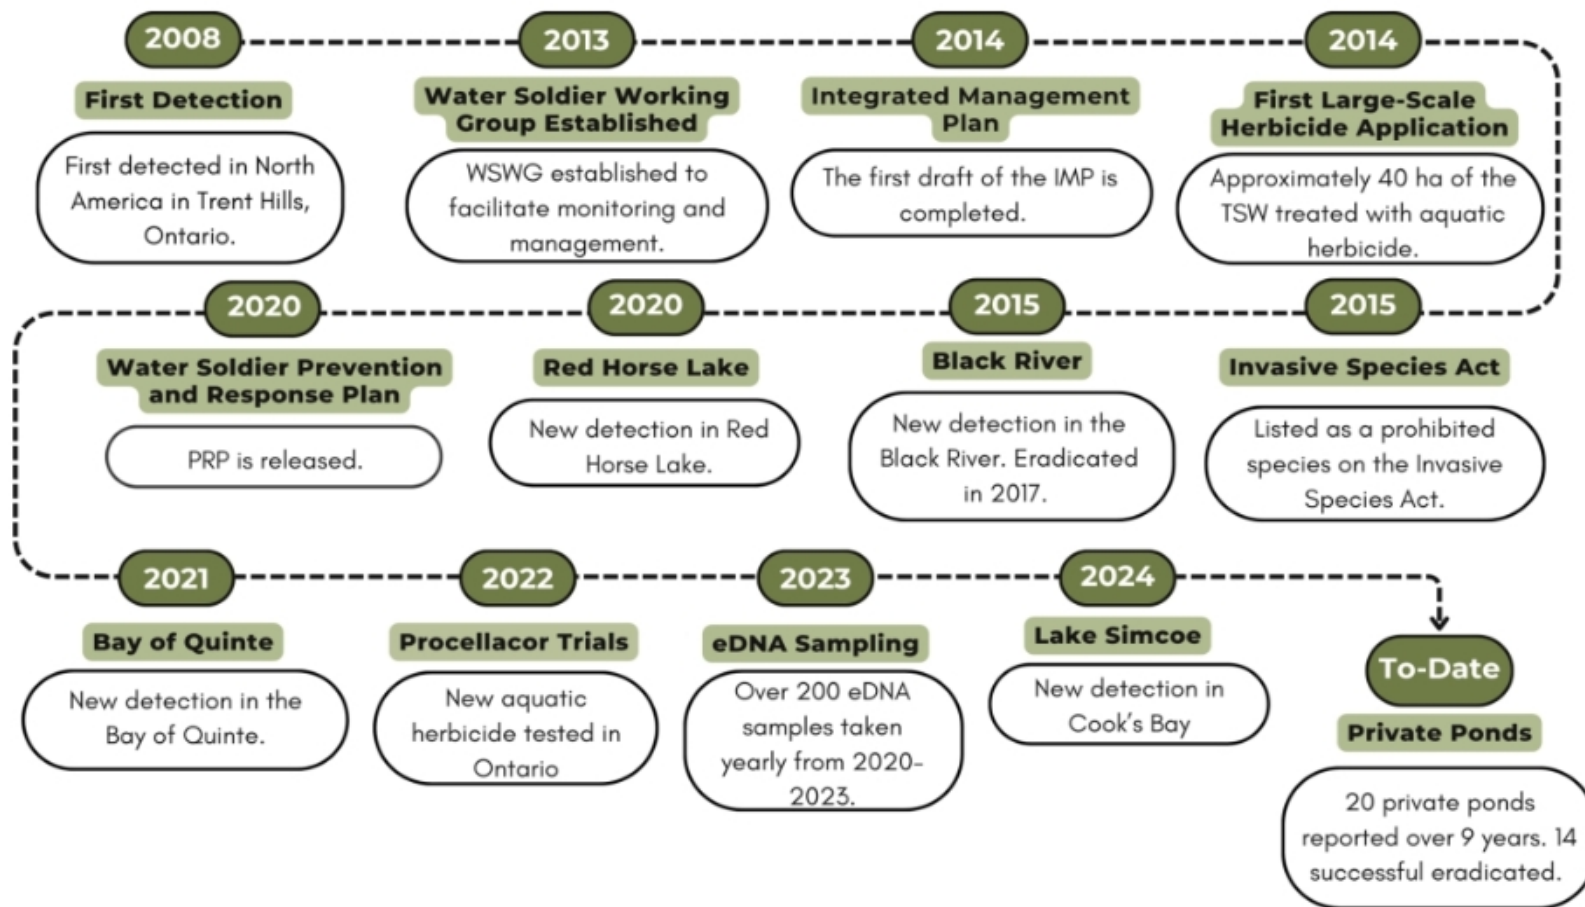 2008
First Detection
First detected in North
America in Trent Hills,
Ontario.
2013
Water Soldier Working
Group Established
WSWG established to
facilitate monitoring and
management.
2014
Integrated Management
Plan
The first draft of the IMP is
completed.
2014
First Large-Scale
Herbicide Application
Approximately 40 ha of the
TSW treated with aquatic
herbicide.
2015
Invasive Species Act
Listed as a prohibited
species on the Invasive
Species Act.
2015
Black River
New detection in the
Black River. Eradicated
in 2017.
2020
Red Horse Lake
New detection in Red
Horse Lake.
2020
Water Soldier Prevention
and Response Plan
PRP is released.
2021
Bay of Quinte
New detection in the
Bay of Quinte.
2022
Procellacor Trials
New aquatic
herbicide tested in
Ontario
2023
eDNA Sampling
Over 200 eDNA
samples taken
yearly from 2020-
2023.
2024
Lake Simcoe
New detection in
Cook's Bay
To-Date
Private Ponds
20 private ponds
reported over 9 years. 14
successful eradicated.